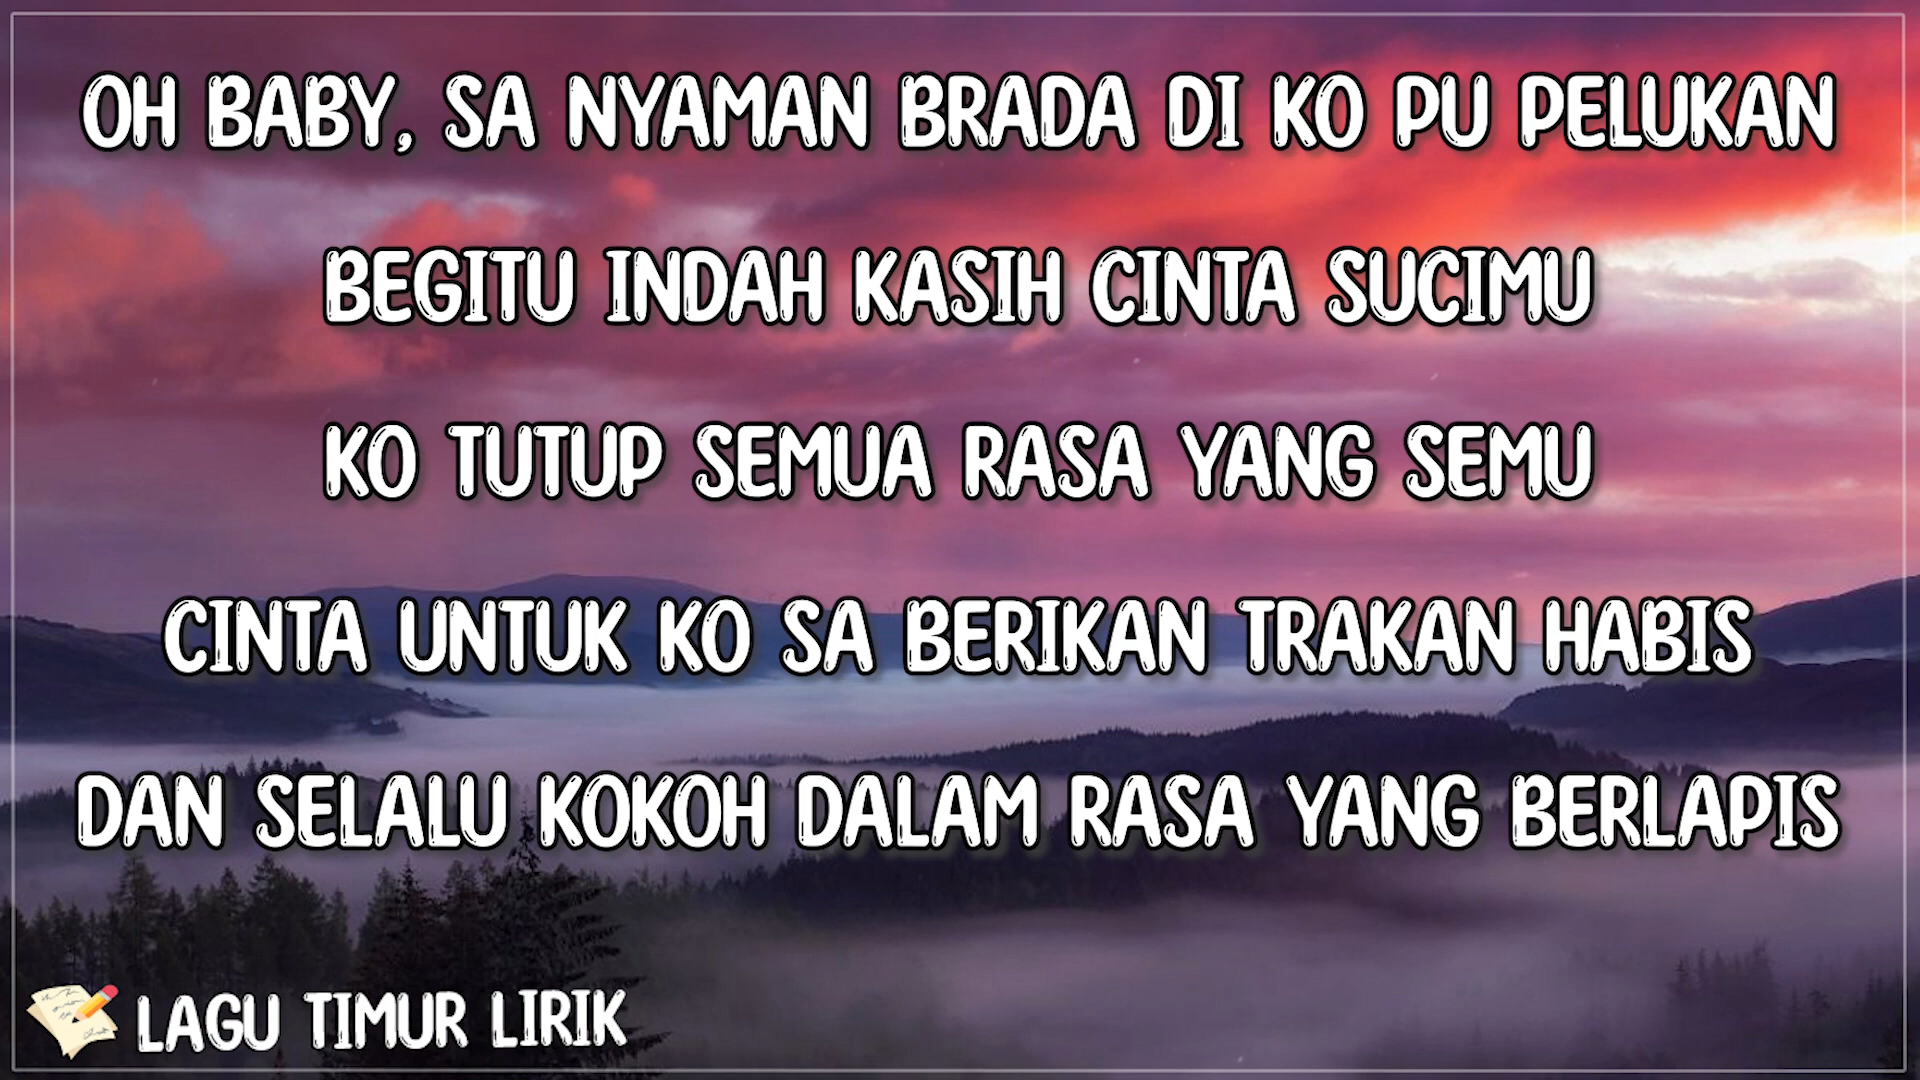 OH BABY, SA NYAMAN BRADA DI KO PU PELUKAN
BEGITU INDAH KASIH CINTA SUCIMU
KO TUTUP SEMUA RASA YANG SEMU
CINTA UNTUK KO SA BERIKAN TRAKAN HABIS
DAN SELALU KOKOH DALAM RASA YANG BERLAPIS
LAGU TIMUR LIRIK